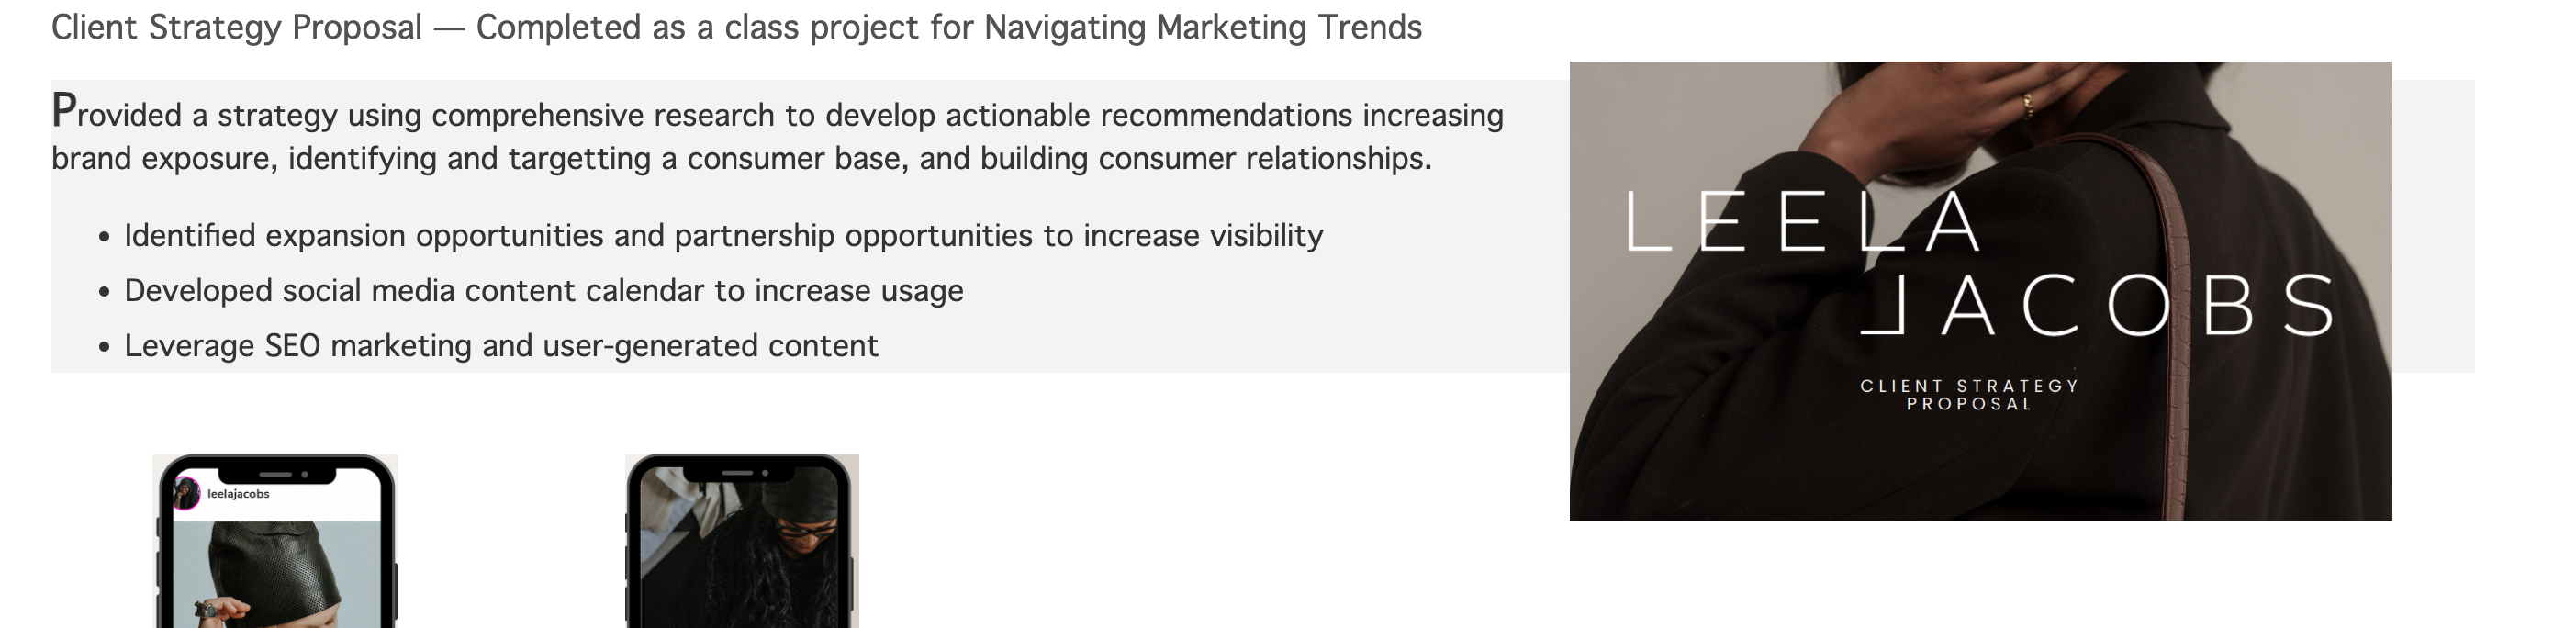 Client Strategy Proposal — Completed as a class project for Navigating Marketing Trends
Provided a strategy using comprehensive research to develop actionable recommendations increasing
brand exposure, identifying and targetting a consumer base, and building consumer relationships.
• Identified expansion opportunities and partnership opportunities to increase visibility
• Developed social media content calendar to increase usage
• Leverage SEO marketing and user-generated content
LEELA
JACOBS
CLIENT STRATEGY
PROPOSAL
leelajacobs